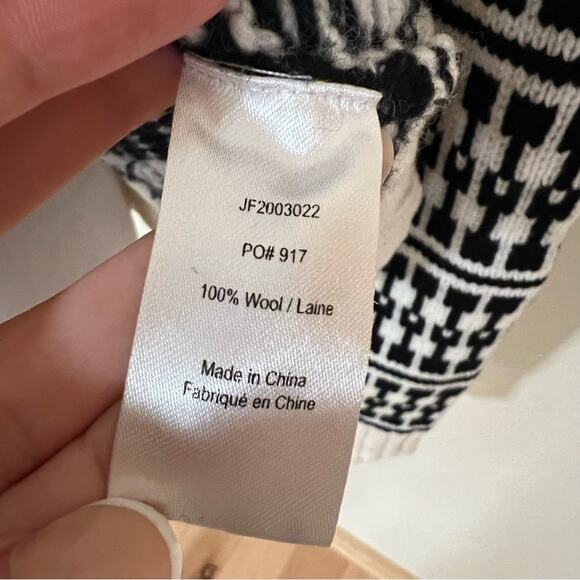 JF2003022
PO# 917
100% Wool / Laine
Made in China
Fabriqué en Chine